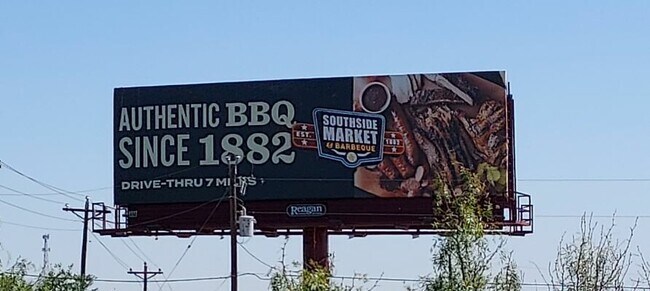 AUTHENTIC BBQ
SINCE 1882
DRIVE-THRU 7 MILES
EST. 1882
SOUTHSIDE
MARKET
& BARBEQUE
Reagan